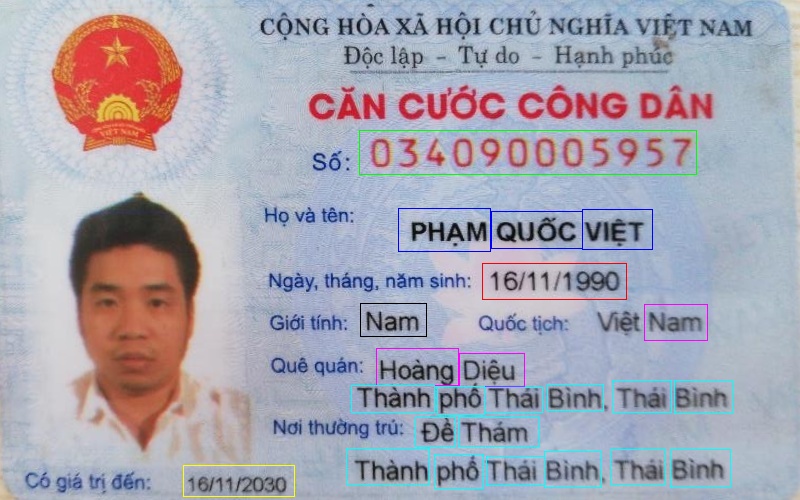 CỘNG HÒA XÃ HỘI CHỦ NGHĨA VIỆT NAM
Độc lập - Tự do - Hạnh phúc
CĂN CƯỚC CÔNG DÂN
Số: 034090005957
Họ và tên: PHẠM QUỐC VIỆT
Ngày, tháng, năm sinh: 16/11/1990
Giới tính: Nam Quốc tịch: Việt Nam
Quê quán: Hoàng Diệu
Thành phố Thái Bình, Thái Bình
Nơi thường trú: Đề Thám
Thành phố Thái Bình, Thái Bình
Có giá trị đến: 16/11/2030
VIỆT NAM